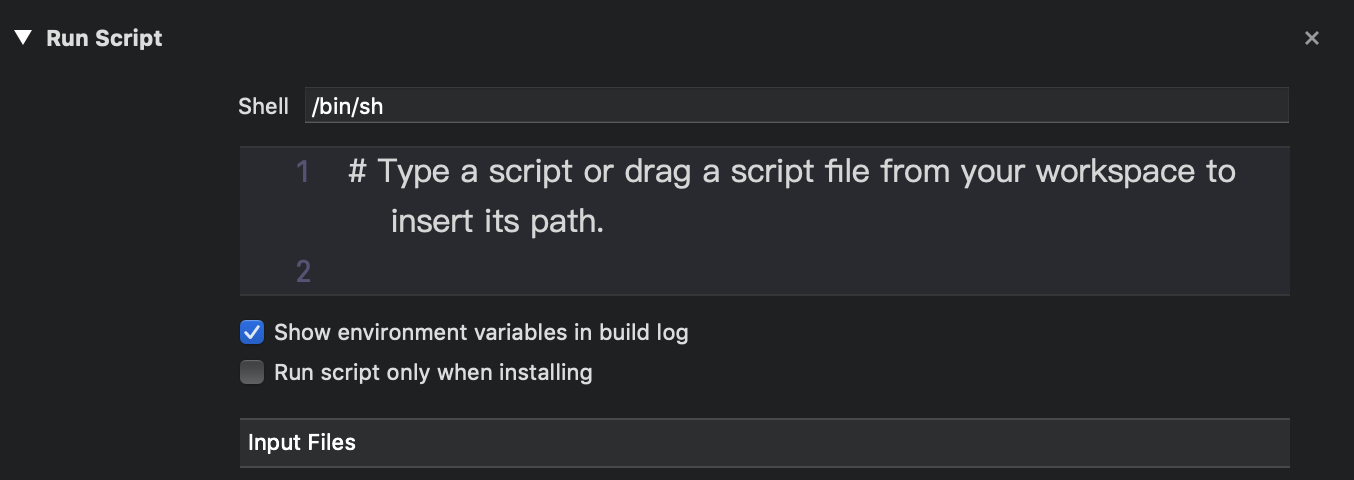 Run Script
Shell /bin/sh
1 # Type a script or drag a script file from your workspace to
insert its path.
2
Show environment variables in build log
Run script only when installing
Input Files